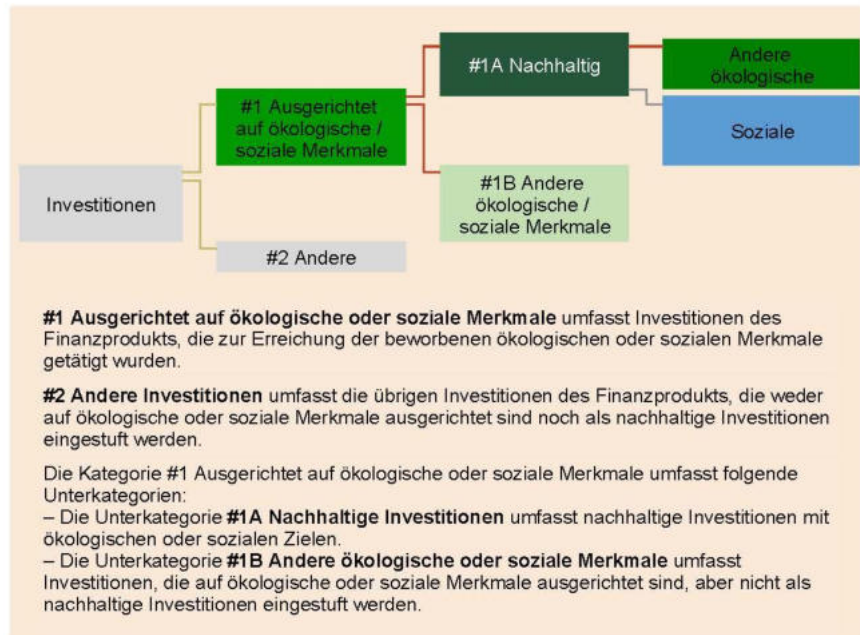 #1A Nachhaltig
Andere
ökologische
#1 Ausgerichtet
auf ökologische /
soziale Merkmale
Soziale
#1B Andere
ökologische /
soziale Merkmale
Investitionen
#2 Andere
#1 Ausgerichtet auf ökologische oder soziale Merkmale umfasst Investitionen des
Finanzprodukts, die zur Erreichung der beworbenen ökologischen oder sozialen Merkmale
getätigt wurden.
#2 Andere Investitionen umfasst die übrigen Investitionen des Finanzprodukts, die weder
auf ökologische oder soziale Merkmale ausgerichtet sind noch als nachhaltige Investitionen
eingestuft werden.
Die Kategorie #1 Ausgerichtet auf ökologische oder soziale Merkmale umfasst folgende
Unterkategorien:
– Die Unterkategorie #1A Nachhaltige Investitionen umfasst nachhaltige Investitionen mit
ökologischen oder sozialen Zielen.
– Die Unterkategorie #1B Andere ökologische oder soziale Merkmale umfasst
Investitionen, die auf ökologische oder soziale Merkmale ausgerichtet sind, aber nicht als
nachhaltige Investitionen eingestuft werden.